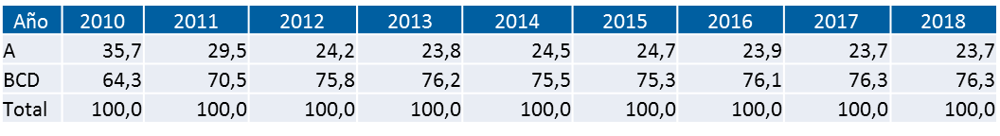 Año 2010 2011 2012 2013 2014 2015 2016 2017 2018
A 35,7 29,5 24,2 23,8 24,5 24,7 23,9 23,7 23,7
BCD 64,3 70,5 75,8 76,2 75,5 75,3 76,1 76,3 76,3
Total 100,0 100,0 100,0 100,0 100,0 100,0 100,0 100,0 100,0